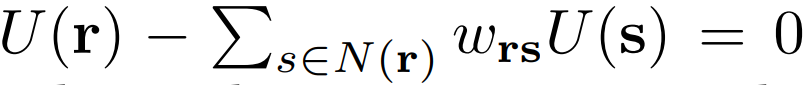 U(𝐫) − ∑_{s∈N(𝐫)} w_{𝐫𝐬}U(𝐬) = 0